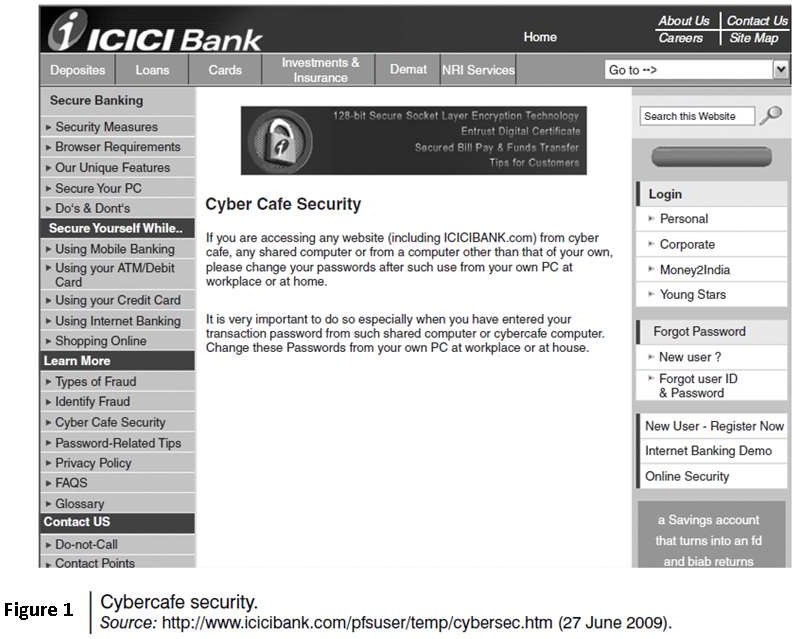 ICICI Bank
Home
About Us
Contact Us
Careers
Site Map
Deposites
Loans
Cards
Investments &
Insurance
Demat
NRI Services
Go to -->
Secure Banking
Security Measures
Browser Requirements
Our Unique Features
Secure Your PC
Do's & Dont's
Secure Yourself While..
Using Mobile Banking
Using your ATM/Debit
Card
Using your Credit Card
Using Internet Banking
Shopping Online
Learn More
Types of Fraud
Identify Fraud
Cyber Cafe Security
Password-Related Tips
Privacy Policy
FAQS
Glossary
Contact US
Do-not-Call
Contact Points
128-bit Secure Socket Layer Encryption Technology
Entrust Digital Certificate
Secured Bill Pay & Funds Transfer
Tips for Customers
Cyber Cafe Security
If you are accessing any website (including ICICIBANK.com) from cyber
cafe, any shared computer or from a computer other than that of your own,
please change your passwords after such use from your own PC at
workplace or at home.
It is very important to do so especially when you have entered your
transaction password from such shared computer or cybercafe computer.
Change these Passwords from your own PC at workplace or at house.
Search this Website
Login
Personal
Corporate
Money2India
Young Stars
Forgot Password
New user ?
Forgot user ID
& Password
New User - Register Now
Internet Banking Demo
Online Security
a Savings account
that turns into an fd
and biab returns
Figure 1
Cybercafe security.
Source: http://www.icicibank.com/pfsuser/temp/cybersec.htm (27 June 2009).